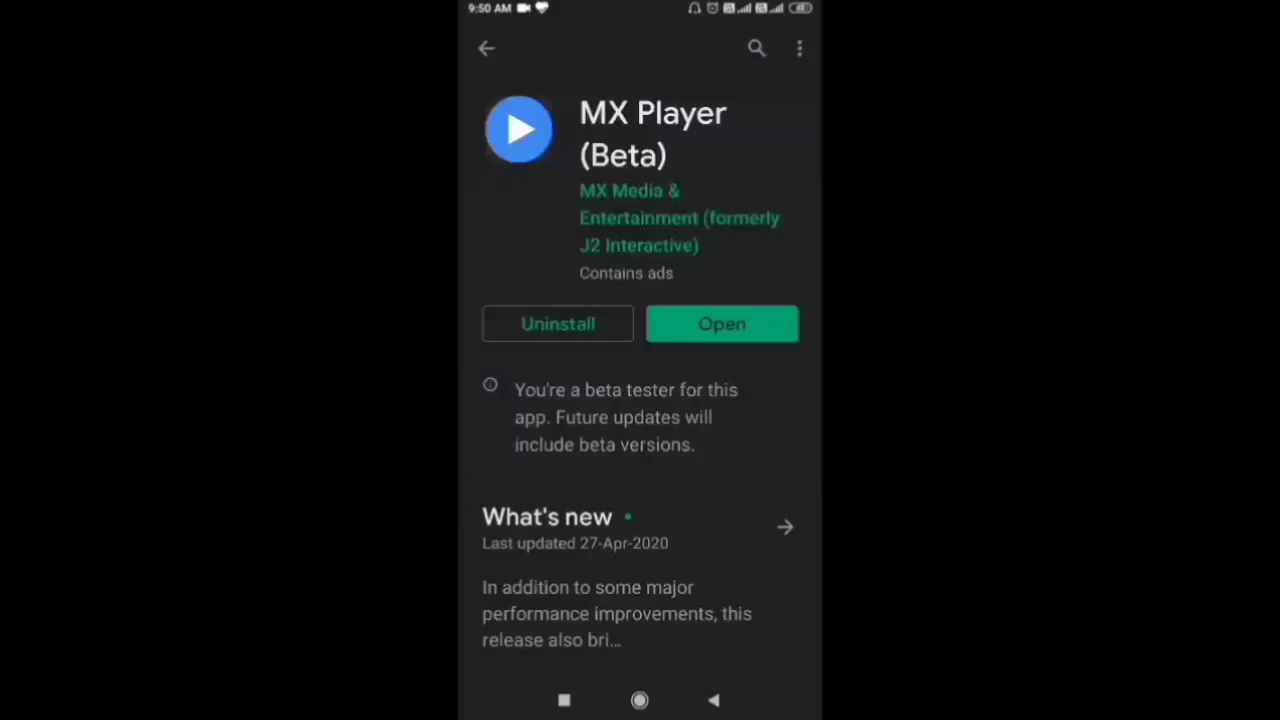 9:50 AM
MX Player
(Beta)
MX Media &
Entertainment (formerly
J2 Interactive)
Contains ads
Uninstall
Open
You're a beta tester for this
app. Future updates will
include beta versions.
What's new
Last updated 27-Apr-2020
In addition to some major
performance improvements, this
release also bri...